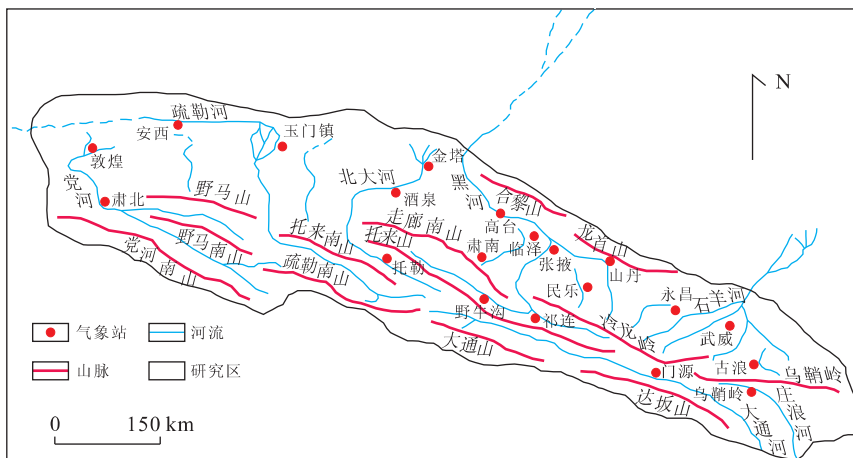 疏勒河
安西
玉门镇
N
敦煌
金塔
北大河
党河
肃北
野马山
酒泉
黑河
合黎山
走廊南山
高台
龙首山
野马南山
托来南山
托来山
肃南
临泽
张掖
山丹
党河南山
疏勒南山
托勒
民乐
永昌
石羊河
野牛沟
祁连
冷龙岭
武威
气象站
河流
大通山
古浪
乌鞘岭
山脉
研究区
门源
乌鞘岭
庄浪河
达坂山
大通河
0 150 km